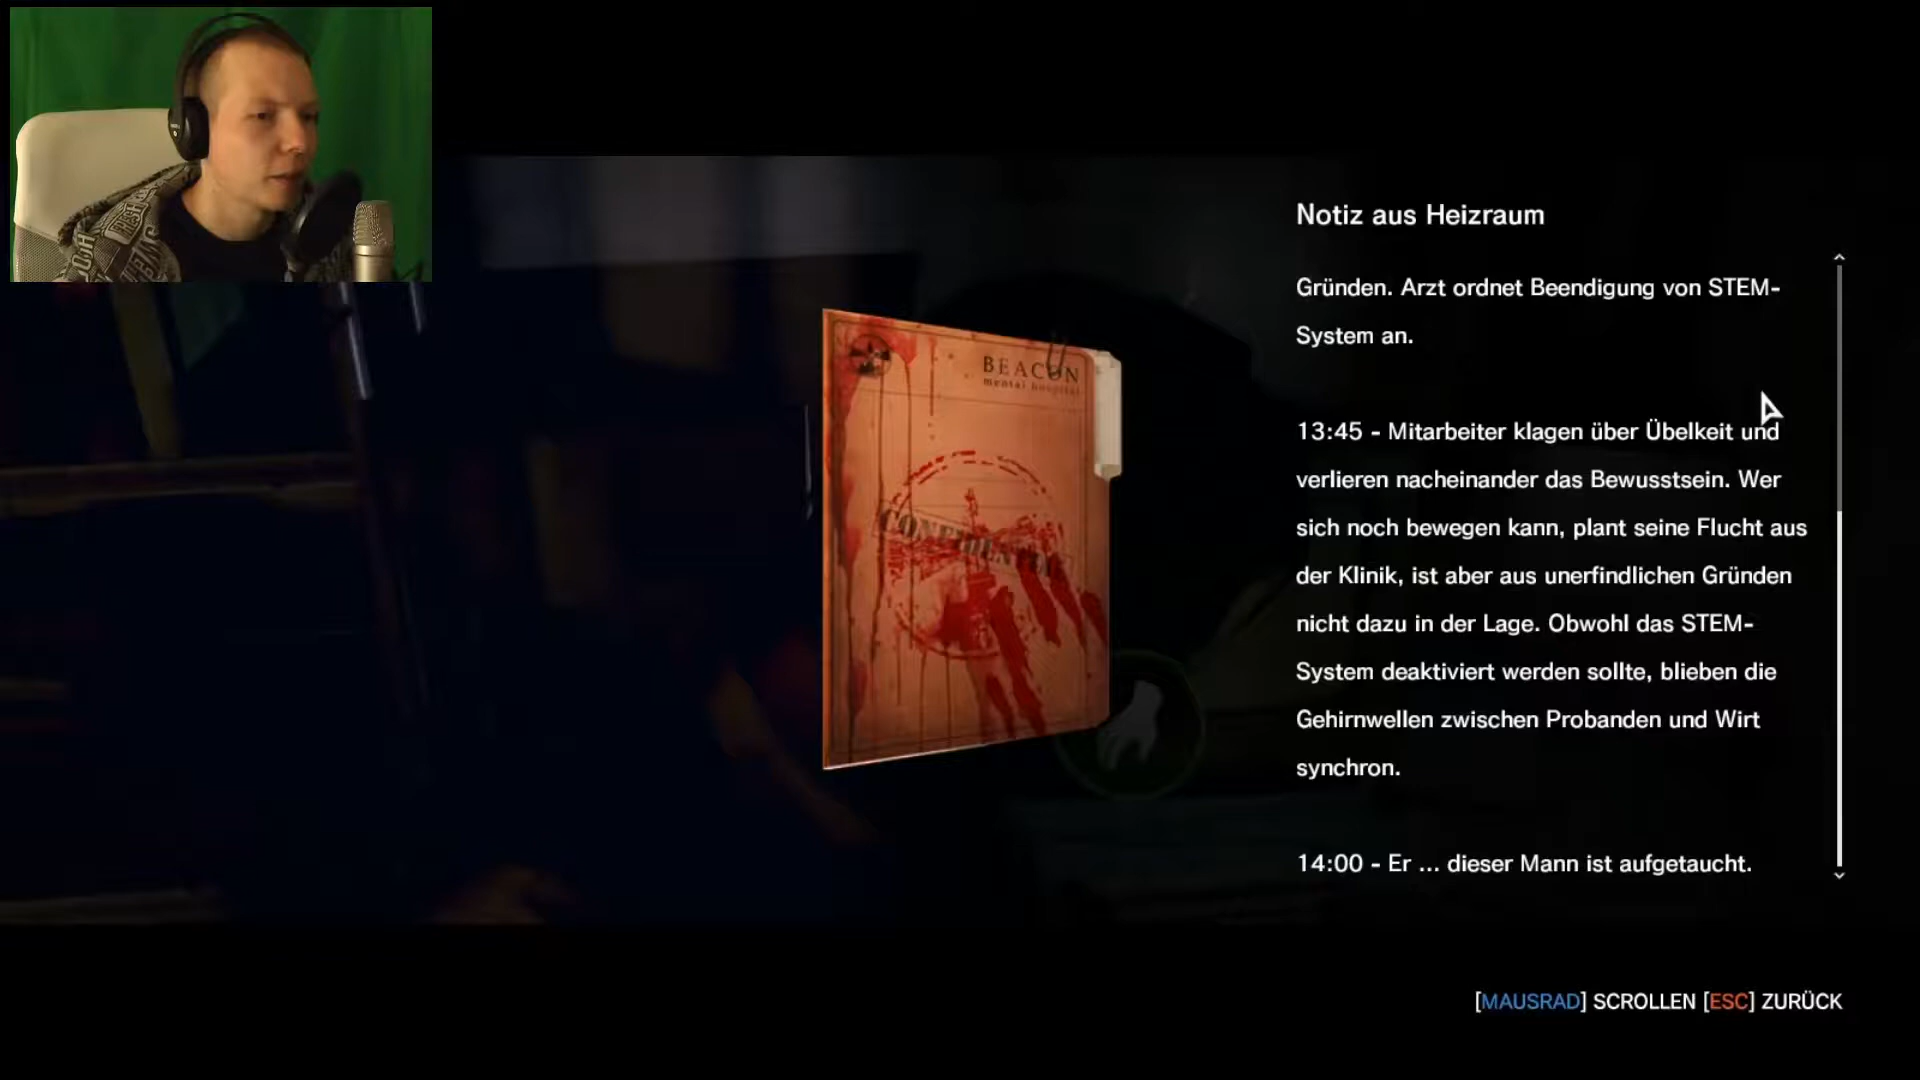 Notiz aus Heizraum
Gründen. Arzt ordnet Beendigung von STEM-
System an.
13:45 - Mitarbeiter klagen über Übelkeit und
verlieren nacheinander das Bewusstsein. Wer
sich noch bewegen kann, plant seine Flucht aus
der Klinik, ist aber aus unerfindlichen Gründen
nicht dazu in der Lage. Obwohl das STEM-
System deaktiviert werden sollte, blieben die
Gehirnwellen zwischen Probanden und Wirt
synchron.
14:00 - Er ... dieser Mann ist aufgetaucht.
BEACON
mental hospital
CONFIDENTIAL
[MAUSRAD] SCROLLEN [ESC] ZURÜCK